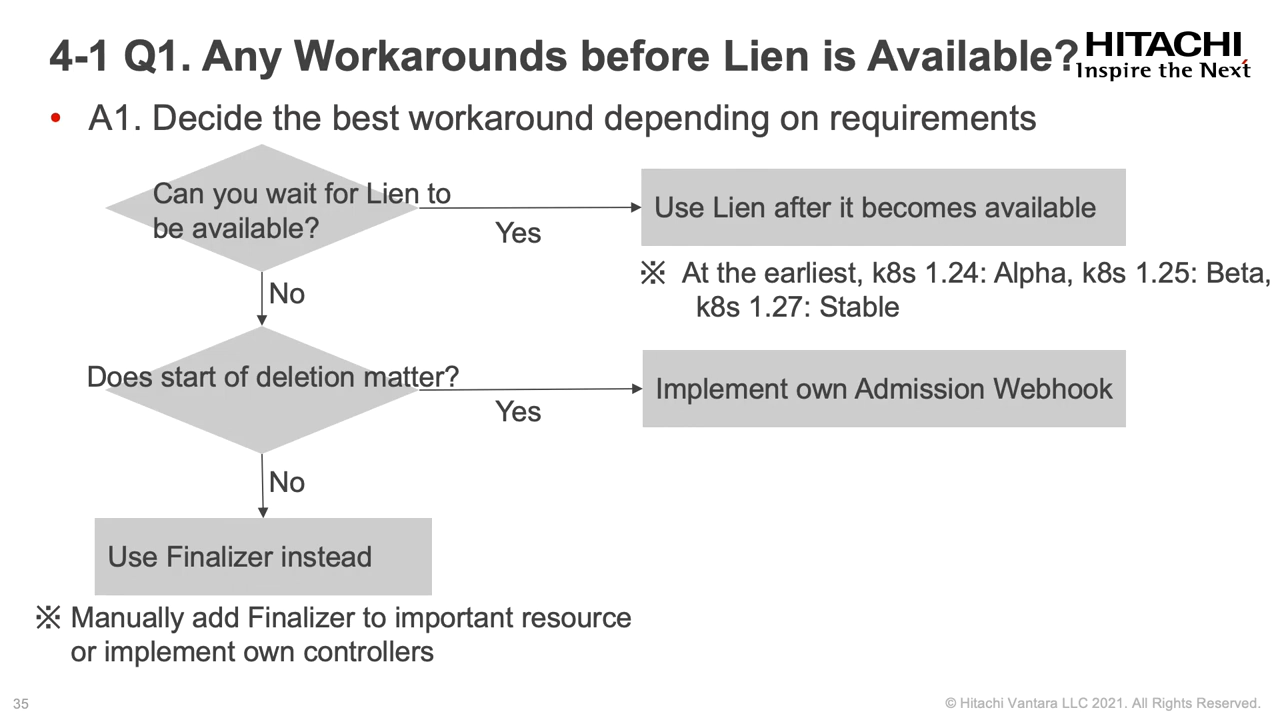 4-1 Q1. Any Workarounds before Lien is Available?
HITACHI
Inspire the Next
• A1. Decide the best workaround depending on requirements
Can you wait for Lien to
be available?
Yes
Use Lien after it becomes available
※ At the earliest, k8s 1.24: Alpha, k8s 1.25: Beta,
k8s 1.27: Stable
No
Does start of deletion matter?
Yes
Implement own Admission Webhook
No
Use Finalizer instead
※ Manually add Finalizer to important resource
or implement own controllers
35
© Hitachi Vantara LLC 2021. All Rights Reserved.